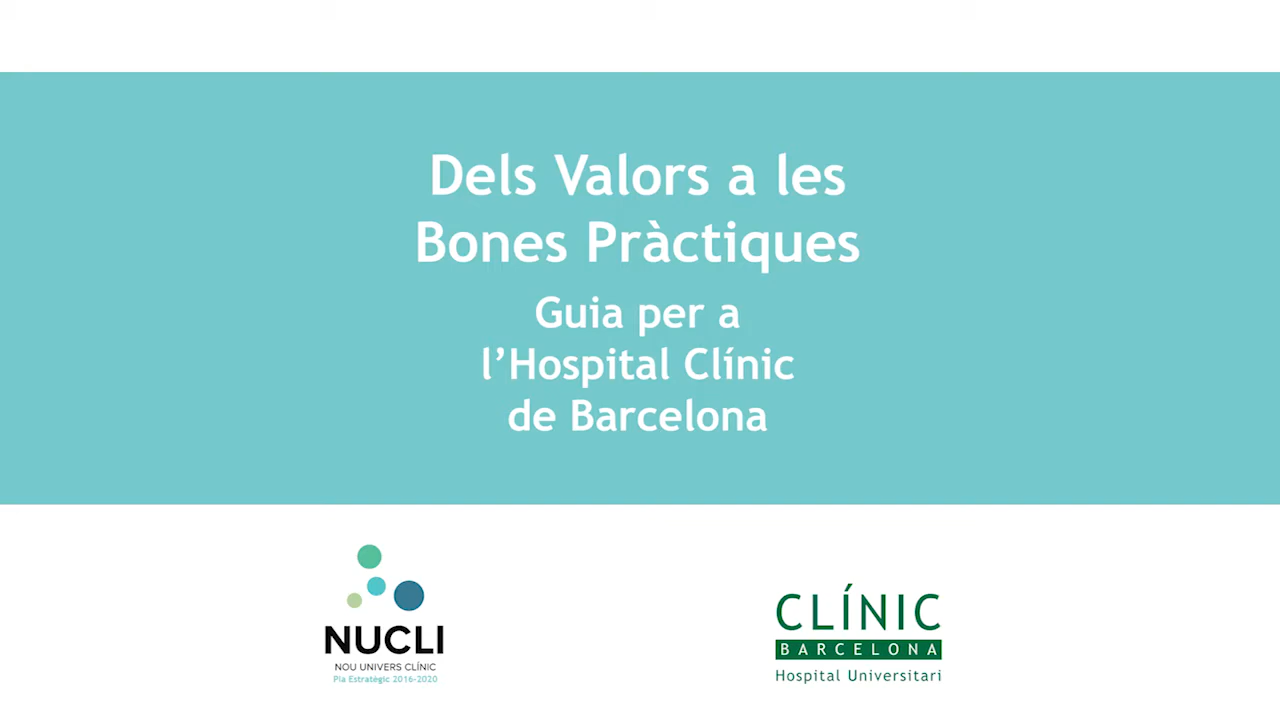 Dels Valors a les
Bones Pràctiques
Guia per a
l’Hospital Clínic
de Barcelona
NUCLI
NOU UNIVERS CLÍNIC
Pla Estratègic 2016-2020
CLÍNIC
BARCELONA
Hospital Universitari